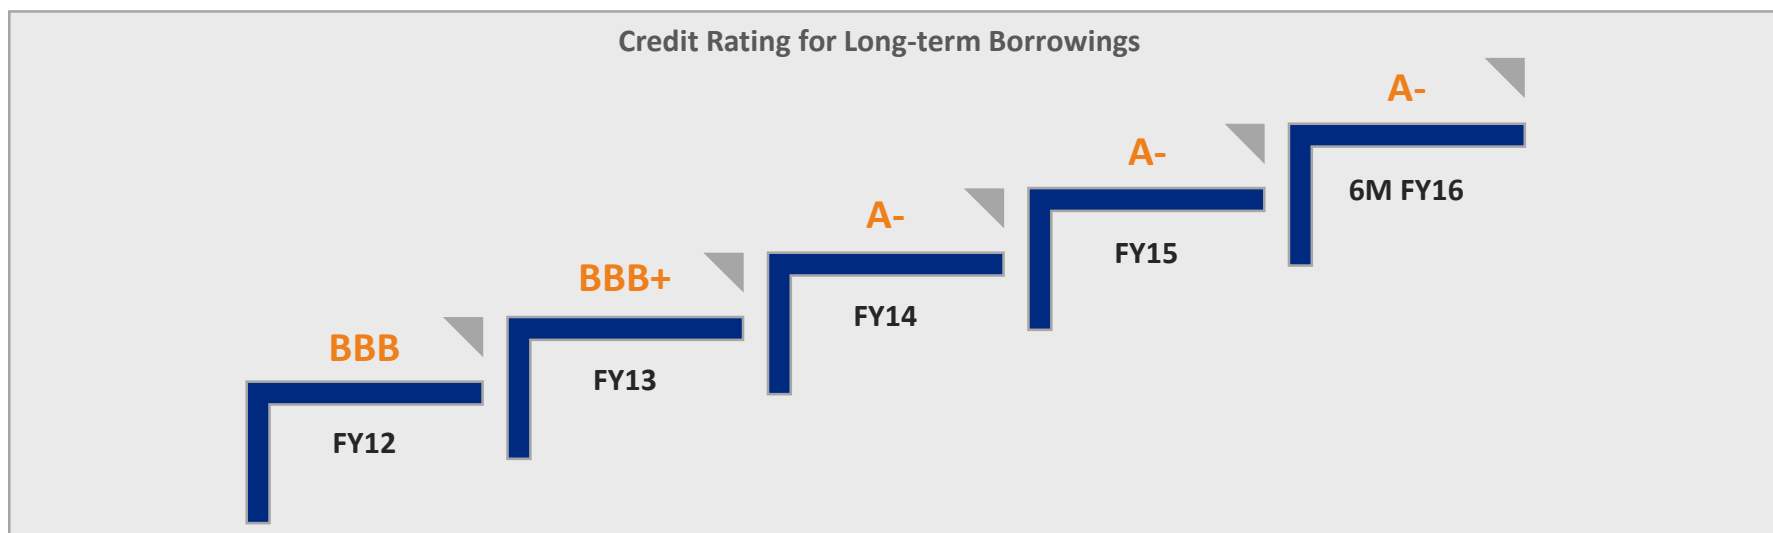 Credit Rating for Long-term Borrowings
BBB
FY12
BBB+
FY13
A-
FY14
A-
FY15
A-
6M FY16